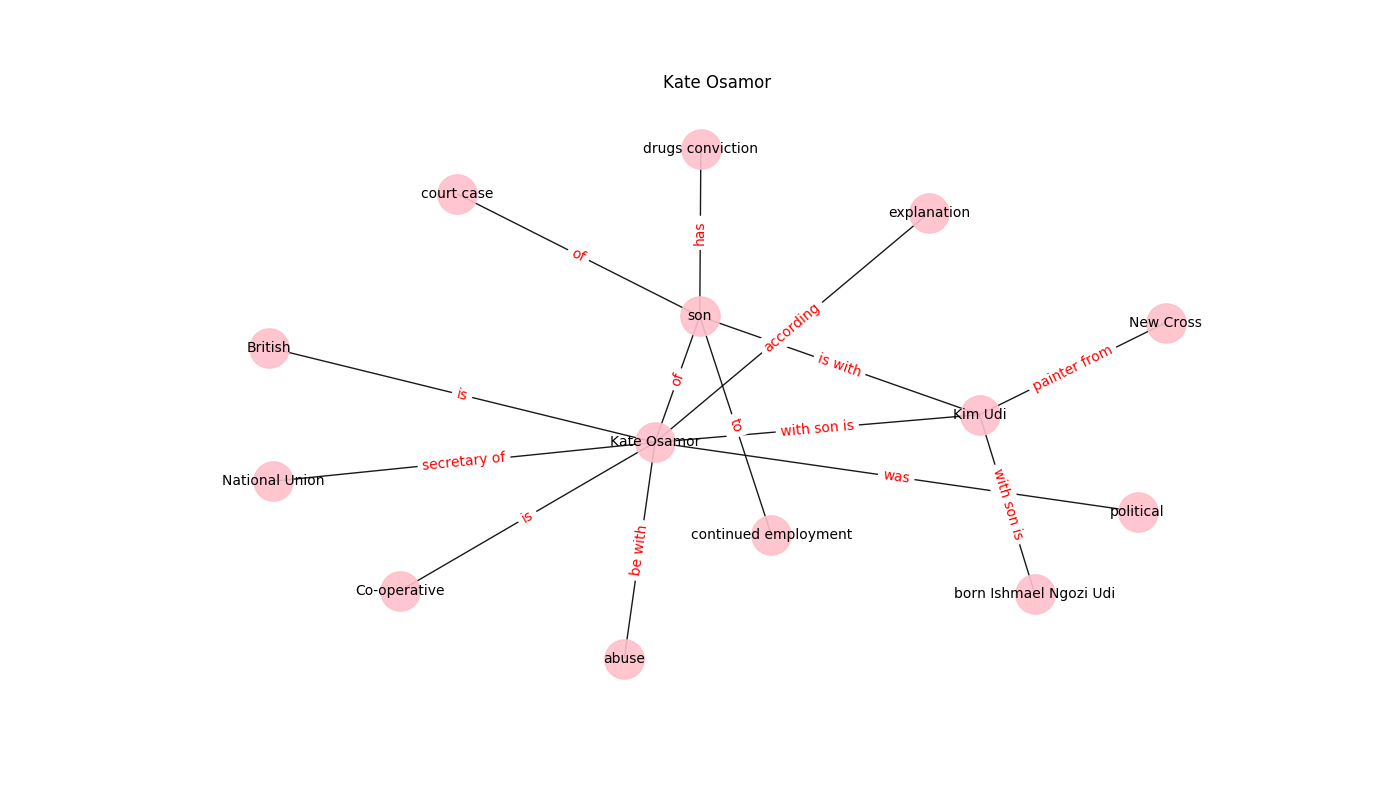 Kate Osamor
drugs conviction
court case
explanation
has
of
son
New Cross
according
British
is with
painter from
of
is
Kim Udi
to
with son is
Kate Osamor
secretary of
was
National Union
with son is
is
political
continued employment
be with
Co-operative
born Ishmael Ngozi Udi
abuse